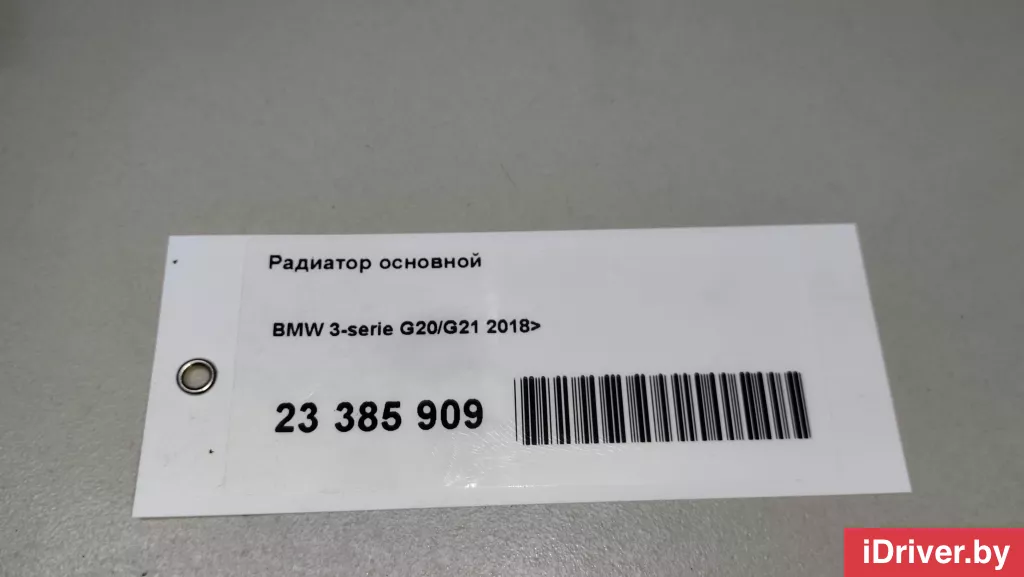 Радиатор основной
BMW 3-serie G20/G21 2018>
23 385 909
iDriver.by